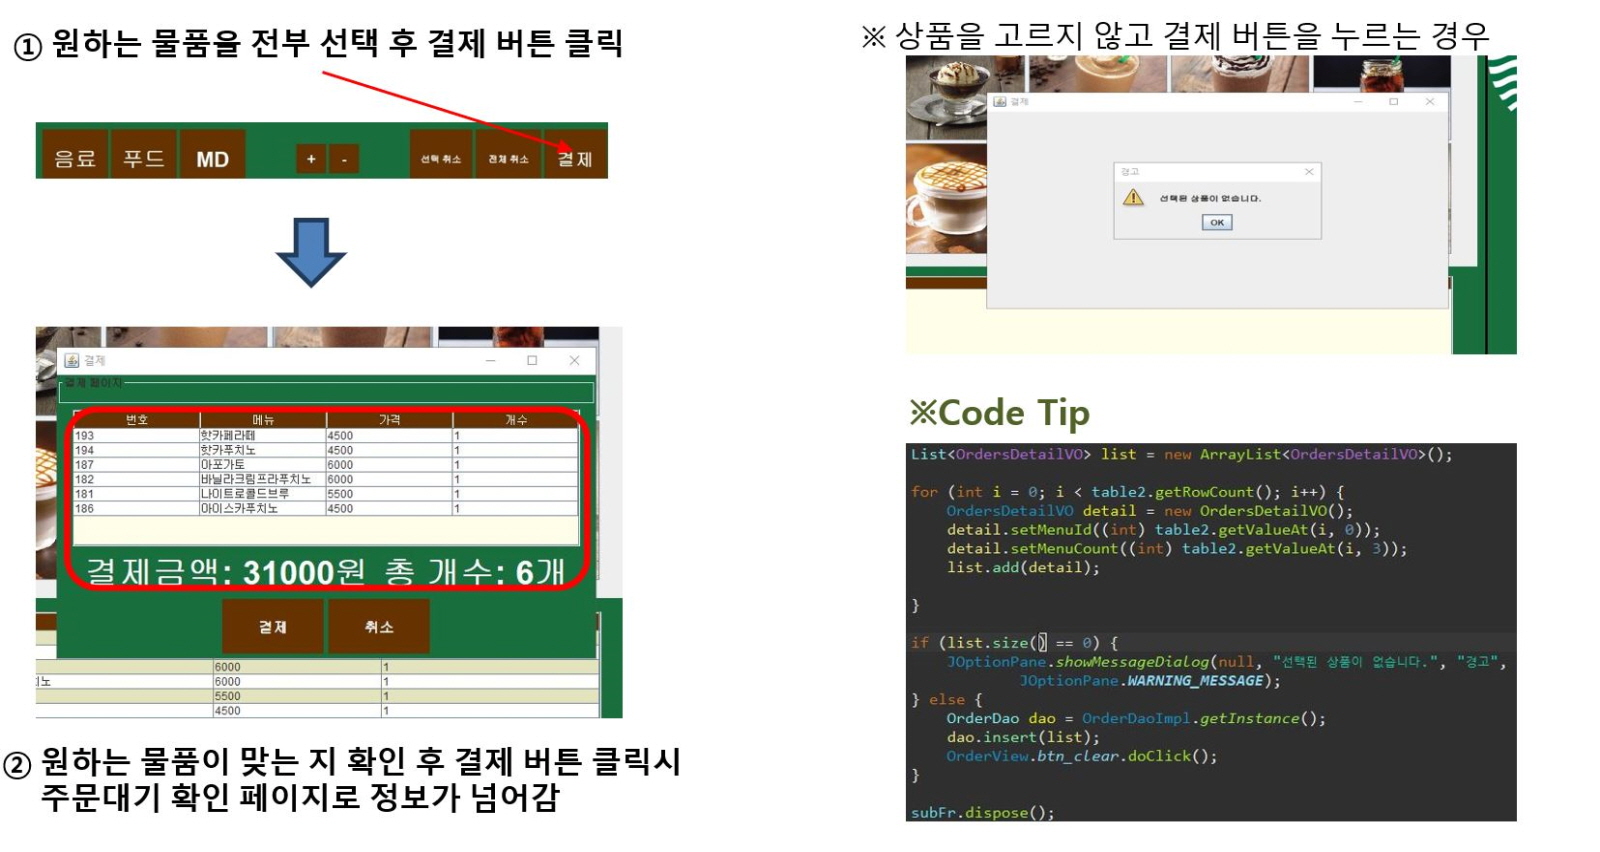 ① 원하는 물품을 전부 선택 후 결제 버튼 클릭
음료 푸드 MD + - 선택 취소 전체 취소 결제
결제
결제 페이지
번호 메뉴 가격 개수
193 핫카페라떼 4500 1
194 핫카푸치노 4500 1
187 아포가토 6000 1
182 바닐라크림프라푸치노 6000 1
181 나이트로콜드브루 5500 1
186 아이스카푸치노 4500 1
결제금액: 31000원 총 개수: 6개
결제 취소
6000 1
치노 6000 1
5500 1
4500 1
② 원하는 물품이 맞는 지 확인 후 결제 버튼 클릭시
주문대기 확인 페이지로 정보가 넘어감
※ 상품을 고르지 않고 결제 버튼을 누르는 경우
결제
경고
선택된 상품이 없습니다.
OK
※Code Tip
List<OrdersDetailVO> list = new ArrayList<OrdersDetailVO>();
for (int i = 0; i < table2.getRowCount(); i++) {
OrdersDetailVO detail = new OrdersDetailVO();
detail.setMenuId((int) table2.getValueAt(i, 0));
detail.setMenuCount((int) table2.getValueAt(i, 3));
list.add(detail);
}
if (list.size() == 0) {
JOptionPane.showMessageDialog(null, "선택된 상품이 없습니다.", "경고",
JOptionPane.WARNING_MESSAGE);
} else {
OrderDao dao = OrderDaoImpl.getInstance();
dao.insert(list);
OrderView.btn_clear.doClick();
}
subFr.dispose();